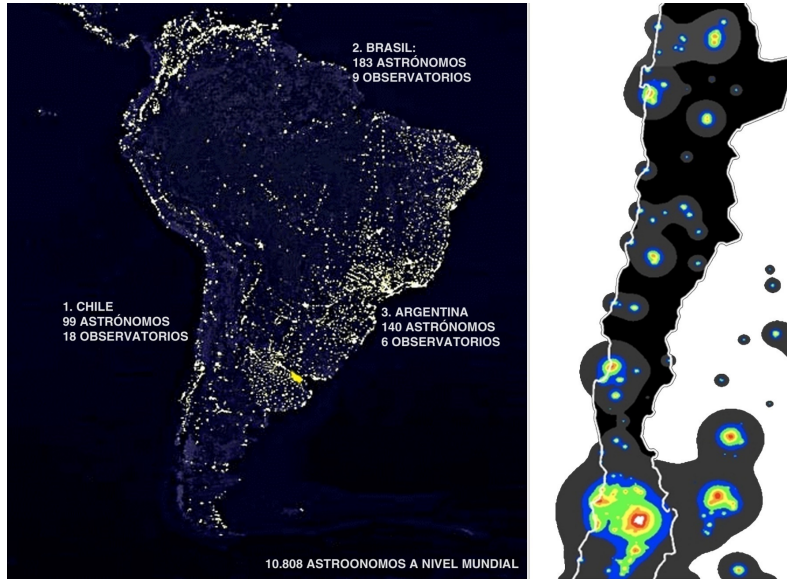 2. BRASIL:
183 ASTRÓNOMOS
9 OBSERVATORIOS
1. CHILE
99 ASTRÓNOMOS
18 OBSERVATORIOS
3. ARGENTINA
140 ASTRÓNOMOS
6 OBSERVATORIOS
10.808 ASTROONOMOS A NIVEL MUNDIAL